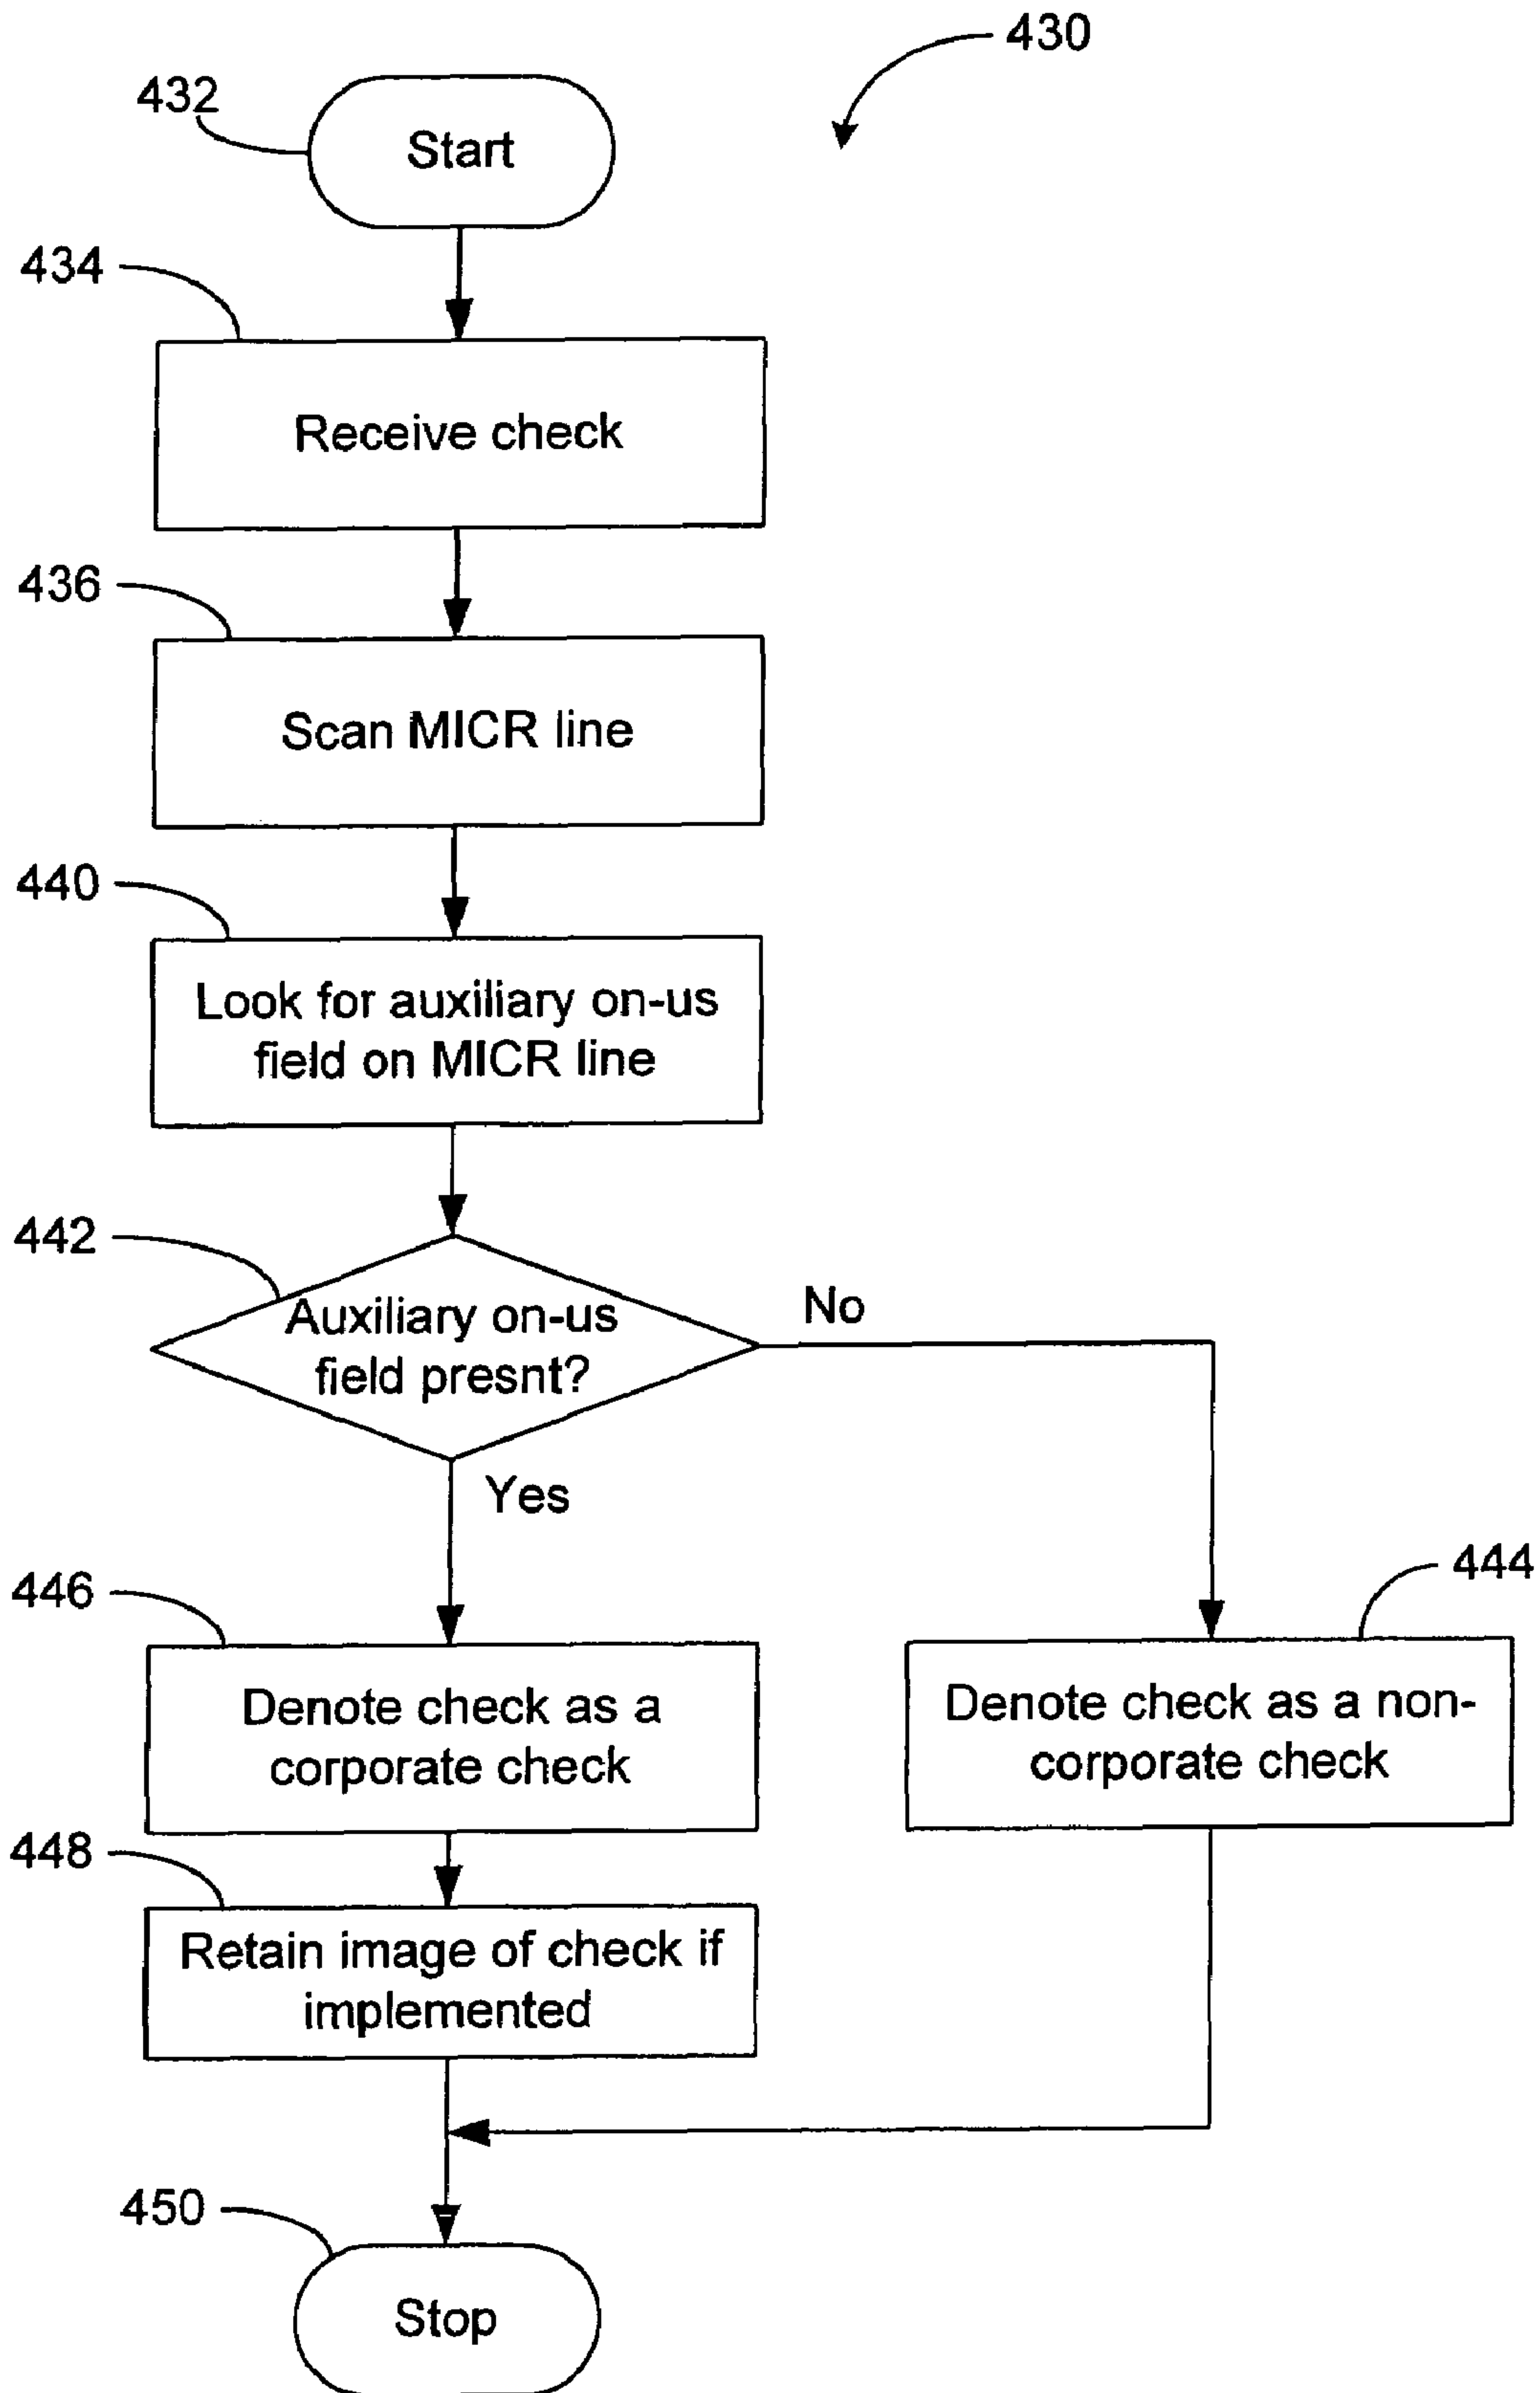 430
432
Start
434
Receive check
436
Scan MICR line
440
Look for auxiliary on-us
field on MICR line
442
Auxiliary on-us
field presnt?
No
Yes
446
Denote check as a
corporate check
444
Denote check as a non-
corporate check
448
Retain image of check if
implemented
450
Stop